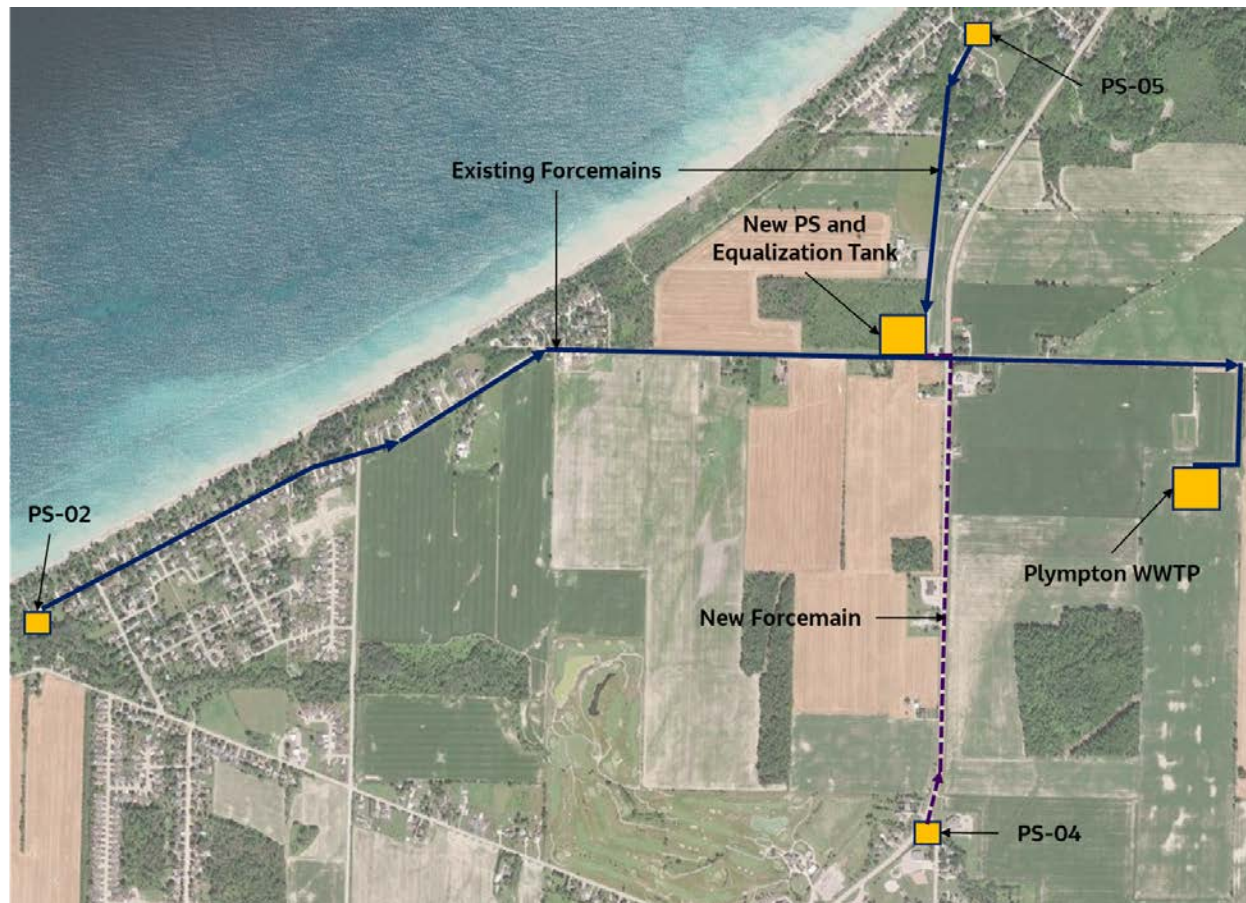 PS-05
Existing Forcemains
New PS and
Equalization Tank
PS-02
Plympton WWTP
New Forcemain
PS-04